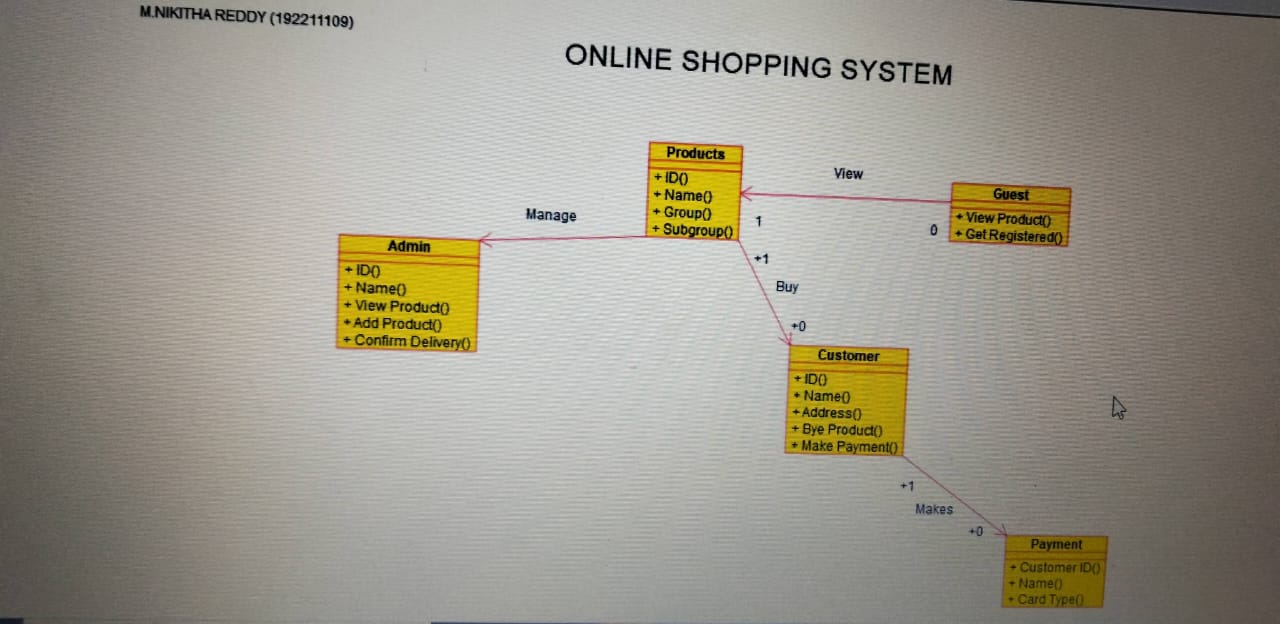 M.NIKITHA REDDY (192211109)
ONLINE SHOPPING SYSTEM
Products
+ ID()
+ Name()
+ Group()
+ Subgroup()
View
Guest
+ View Product()
+ Get Registered()
1
0
Manage
Admin
+ ID()
+ Name()
+ View Product()
+ Add Product()
+ Confirm Delivery()
+1
Buy
+0
Customer
+ ID()
+ Name()
+ Address()
+ Bye Product()
+ Make Payment()
+1
Makes
+0
Payment
+ Customer ID()
+ Name()
+ Card Type()